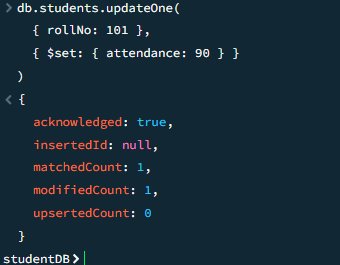 > db.students.updateOne(
{ rollNo: 101 },
{ $set: { attendance: 90 } }
)
< {
acknowledged: true,
insertedId: null,
matchedCount: 1,
modifiedCount: 1,
upsertedCount: 0
}
studentDB>